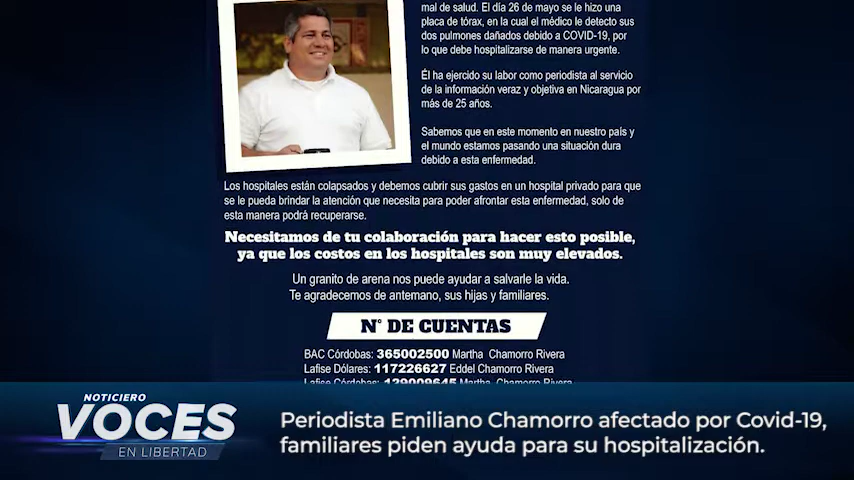 mal de salud. El día 26 de mayo se le hizo una
placa de tórax, en la cual el médico le detecto sus
dos pulmones dañados debido a COVID-19, por
lo que debe hospitalizarse de manera urgente.
Él ha ejercido su labor como periodista al servicio
de la información veraz y objetiva en Nicaragua por
más de 25 años.
Sabemos que en este momento en nuestro país y
el mundo estamos pasando una situación dura
debido a esta enfermedad.
Los hospitales están colapsados y debemos cubrir sus gastos en un hospital privado para que
se le pueda brindar la atención que necesita para poder afrontar esta enfermedad, solo de
esta manera podrá recuperarse.
Necesitamos de tu colaboración para hacer esto posible,
ya que los costos en los hospitales son muy elevados.
Un granito de arena nos puede ayudar a salvarle la vida.
Te agradecemos de antemano, sus hijas y familiares.
N° DE CUENTAS
BAC Córdobas: 365002500 Martha Chamorro Rivera
Lafise Dólares: 117226627 Eddel Chamorro Rivera
Lafise Córdobas: 129009645 Martha Chamorro Rivera
NOTICIERO
VOCES
EN LIBERTAD
Periodista Emiliano Chamorro afectado por Covid-19,
familiares piden ayuda para su hospitalización.